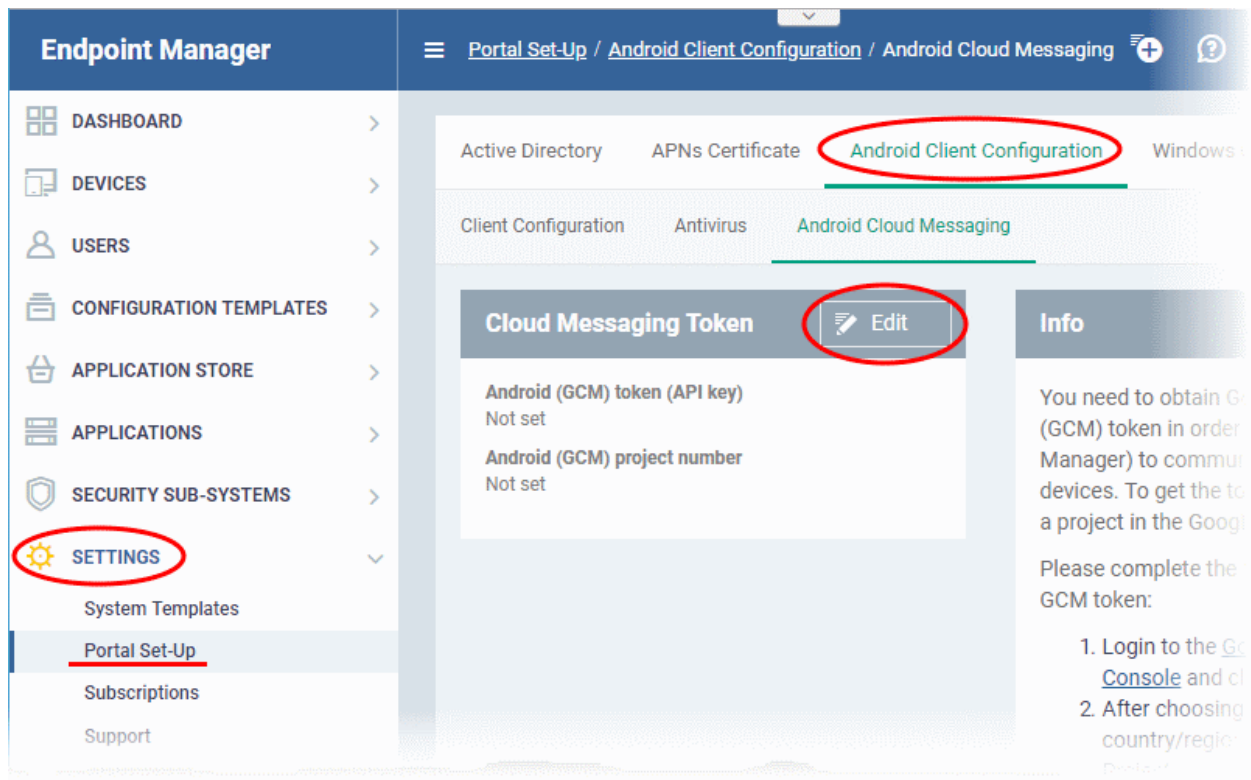 Endpoint Manager
Portal Set-Up / Android Client Configuration / Android Cloud Messaging
DASHBOARD
DEVICES
USERS
CONFIGURATION TEMPLATES
APPLICATION STORE
APPLICATIONS
SECURITY SUB-SYSTEMS
SETTINGS
System Templates
Portal Set-Up
Subscriptions
Support
Active Directory APNs Certificate Android Client Configuration Windows
Client Configuration Antivirus Android Cloud Messaging
Cloud Messaging Token Edit
Android (GCM) token (API key)
Not set
Android (GCM) project number
Not set
Info
You need to obtain
(GCM) token in order
Manager) to
devices. To get the
a project in the
Please complete the
GCM token:
1. Login to the
Console and
2. After choosing